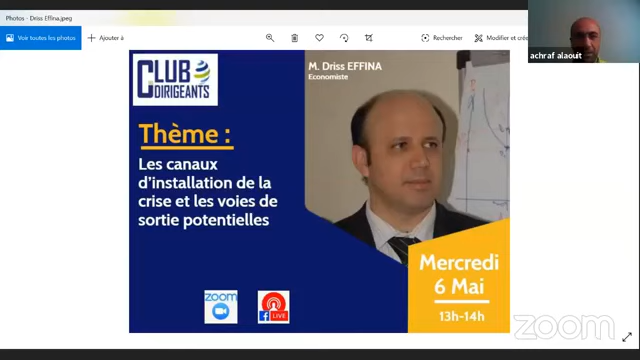 Photos - Driss Effina.jpeg
Voir toutes les photos
Ajouter à
Rechercher
Modifier et crée
achraf alaouit
CLUB
DIRIGEANTS
M. Driss EFFINA
Economiste
Thème :
Les canaux
d'installation de la
crise et les voies de
sortie potentielles
Mercredi
6 Mai
13h-14h
zoom
LIVE
zoom